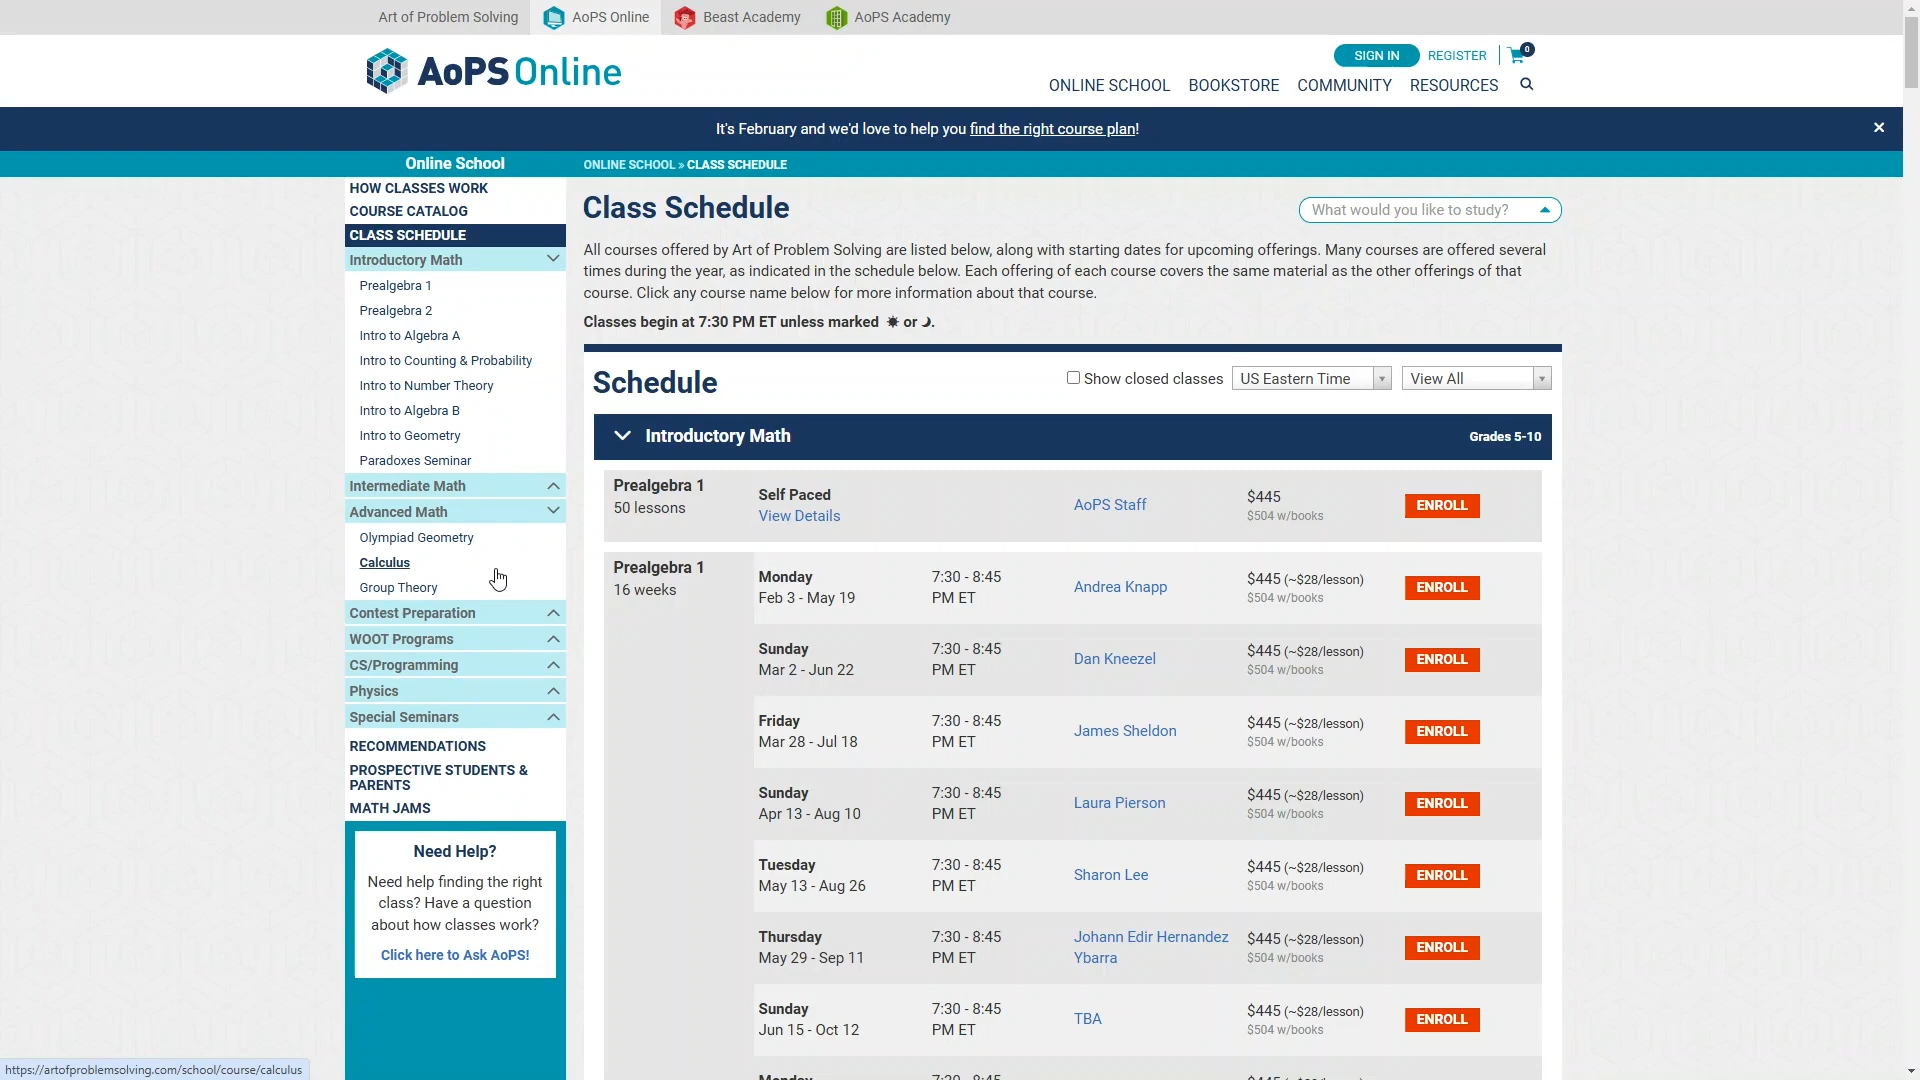 Art of Problem Solving
AoPS Online
Beast Academy
AoPS Academy
AoPS Online
SIGN IN
REGISTER
0
ONLINE SCHOOL
BOOKSTORE
COMMUNITY
RESOURCES
It's February and we'd love to help you find the right course plan!
Online School
ONLINE SCHOOL » CLASS SCHEDULE
HOW CLASSES WORK
COURSE CATALOG
CLASS SCHEDULE
Introductory Math
Prealgebra 1
Prealgebra 2
Intro to Algebra A
Intro to Counting & Probability
Intro to Number Theory
Intro to Algebra B
Intro to Geometry
Paradoxes Seminar
Intermediate Math
Advanced Math
Olympiad Geometry
Calculus
Group Theory
Contest Preparation
WOOT Programs
CS/Programming
Physics
Special Seminars
RECOMMENDATIONS
PROSPECTIVE STUDENTS &
PARENTS
MATH JAMS
Need Help?
Need help finding the right
class? Have a question
about how classes work?
Click here to Ask AoPS!
Class Schedule
What would you like to study?
All courses offered by Art of Problem Solving are listed below, along with starting dates for upcoming offerings. Many courses are offered several
times during the year, as indicated in the schedule below. Each offering of each course covers the same material as the other offerings of that
course. Click any course name below for more information about that course.
Classes begin at 7:30 PM ET unless marked ☀ or ☽.
Schedule
Show closed classes
US Eastern Time
View All
Introductory Math
Grades 5-10
Prealgebra 1
50 lessons
Self Paced
View Details
AoPS Staff
$445
$504 w/books
ENROLL
Prealgebra 1
16 weeks
Monday
Feb 3 - May 19
7:30 - 8:45
PM ET
Andrea Knapp
$445 (~$28/lesson)
$504 w/books
ENROLL
Sunday
Mar 2 - Jun 22
7:30 - 8:45
PM ET
Dan Kneezel
$445 (~$28/lesson)
$504 w/books
ENROLL
Friday
Mar 28 - Jul 18
7:30 - 8:45
PM ET
James Sheldon
$445 (~$28/lesson)
$504 w/books
ENROLL
Sunday
Apr 13 - Aug 10
7:30 - 8:45
PM ET
Laura Pierson
$445 (~$28/lesson)
$504 w/books
ENROLL
Tuesday
May 13 - Aug 26
7:30 - 8:45
PM ET
Sharon Lee
$445 (~$28/lesson)
$504 w/books
ENROLL
Thursday
May 29 - Sep 11
7:30 - 8:45
PM ET
Johann Edir Hernandez
Ybarra
$445 (~$28/lesson)
$504 w/books
ENROLL
Sunday
Jun 15 - Oct 12
7:30 - 8:45
PM ET
TBA
$445 (~$28/lesson)
$504 w/books
ENROLL
https://artofproblemsolving.com/school/course/calculus